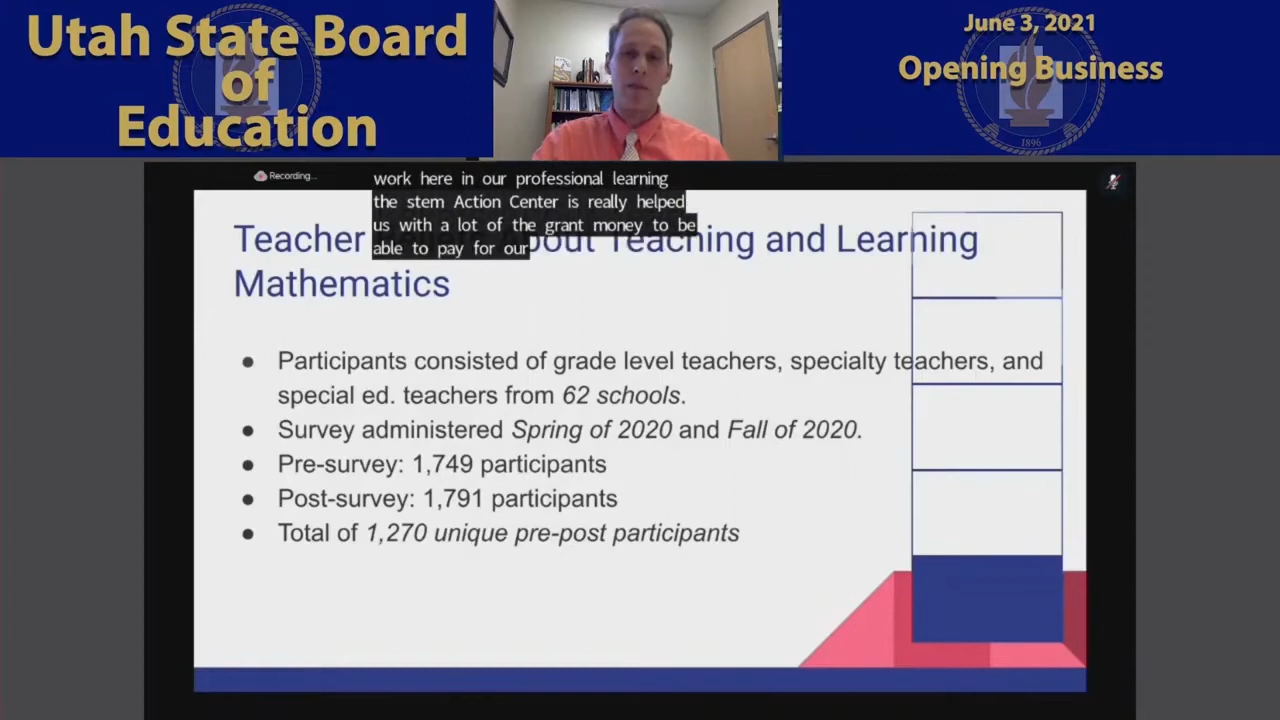 Utah State Board
of
Education
June 3, 2021
Opening Business
1896
Recording...
work here in our professional learning
the stem Action Center is really helped
us with a lot of the grant money to be
able to pay for our
Teacher Teaching and Learning
Mathematics
● Participants consisted of grade level teachers, specialty teachers, and
special ed. teachers from 62 schools.
● Survey administered Spring of 2020 and Fall of 2020.
● Pre-survey: 1,749 participants
● Post-survey: 1,791 participants
● Total of 1,270 unique pre-post participants